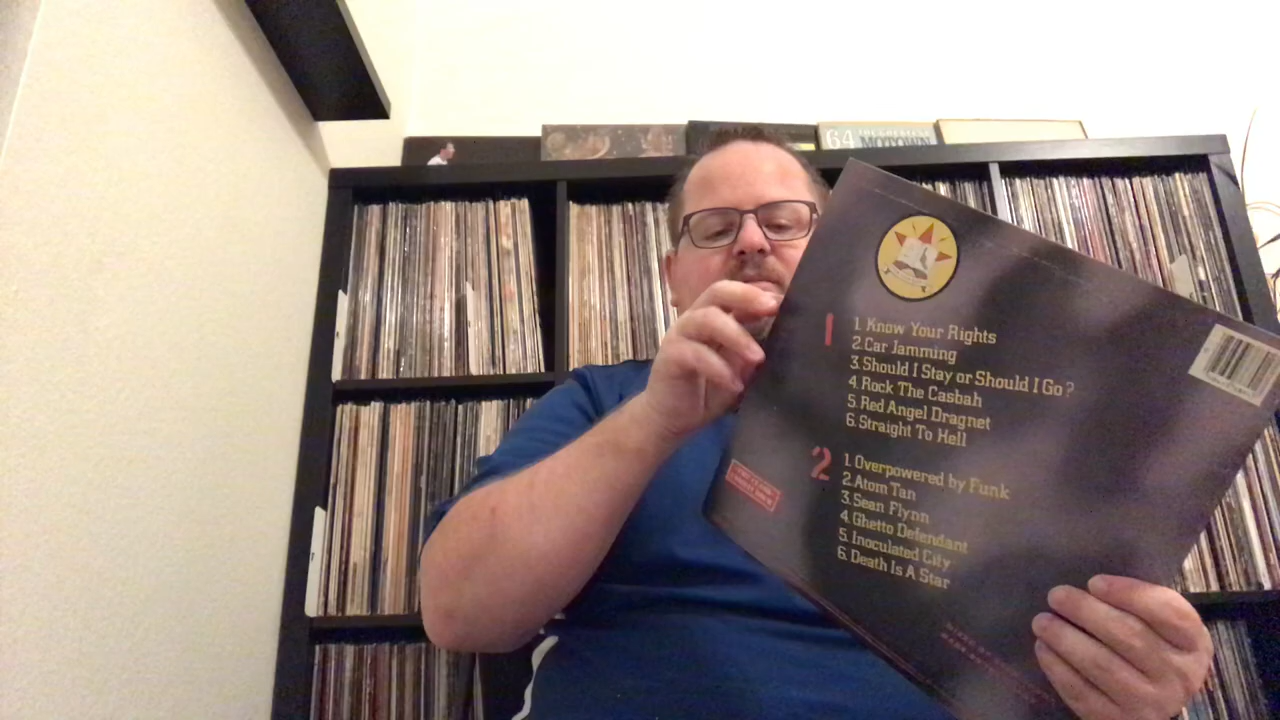 64
MOTOWN
1
1. Know Your Rights
2. Car Jamming
3. Should I Stay or Should I Go?
4. Rock The Casbah
5. Red Angel Dragnet
6. Straight To Hell
2
1. Overpowered by Funk
2. Atom Tan
3. Sean Flynn
4. Ghetto Defendant
5. Inoculated City
6. Death Is A Star